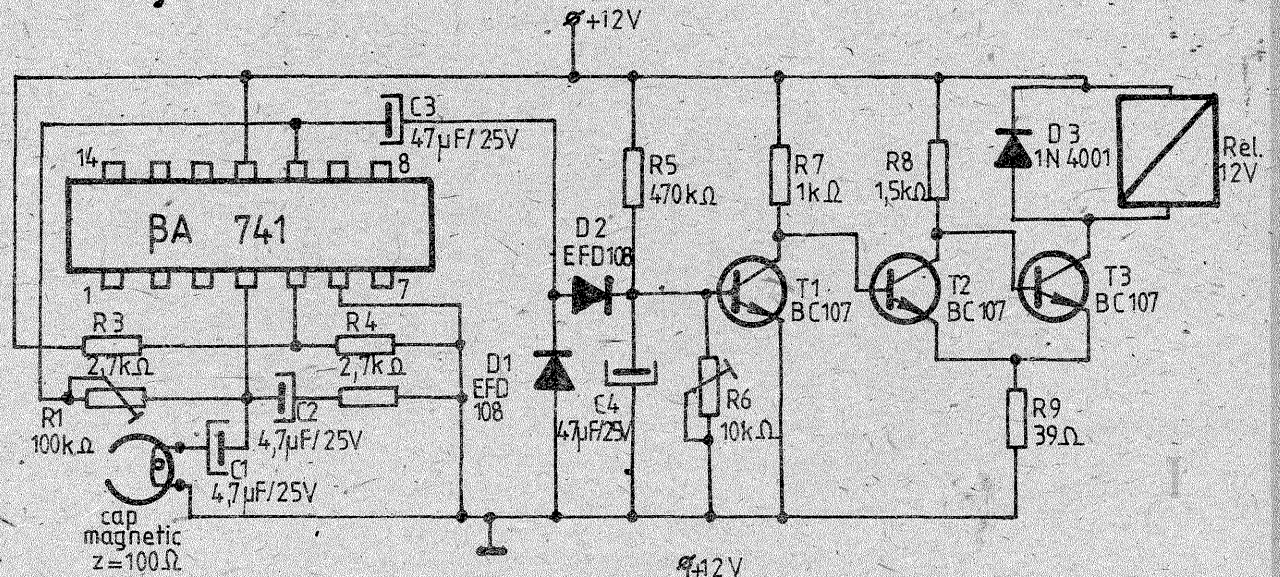 +12V
C3
47µF/25V
14
8
BA 741
1
7
R3
2,7kΩ
R4
2,7kΩ
R1
100kΩ
C2
4,7µF/25V
C1
4,7µF/25V
cap
magnetic
z=100Ω
D1
EFD
108
D2
EFD108
R5
470kΩ
C4
47µF/25V
R6
10kΩ
R7
1kΩ
T1
BC107
R8
1,5kΩ
T2
BC107
D3
1N4001
Rel.
12V
T3
BC107
R9
39Ω
+12V